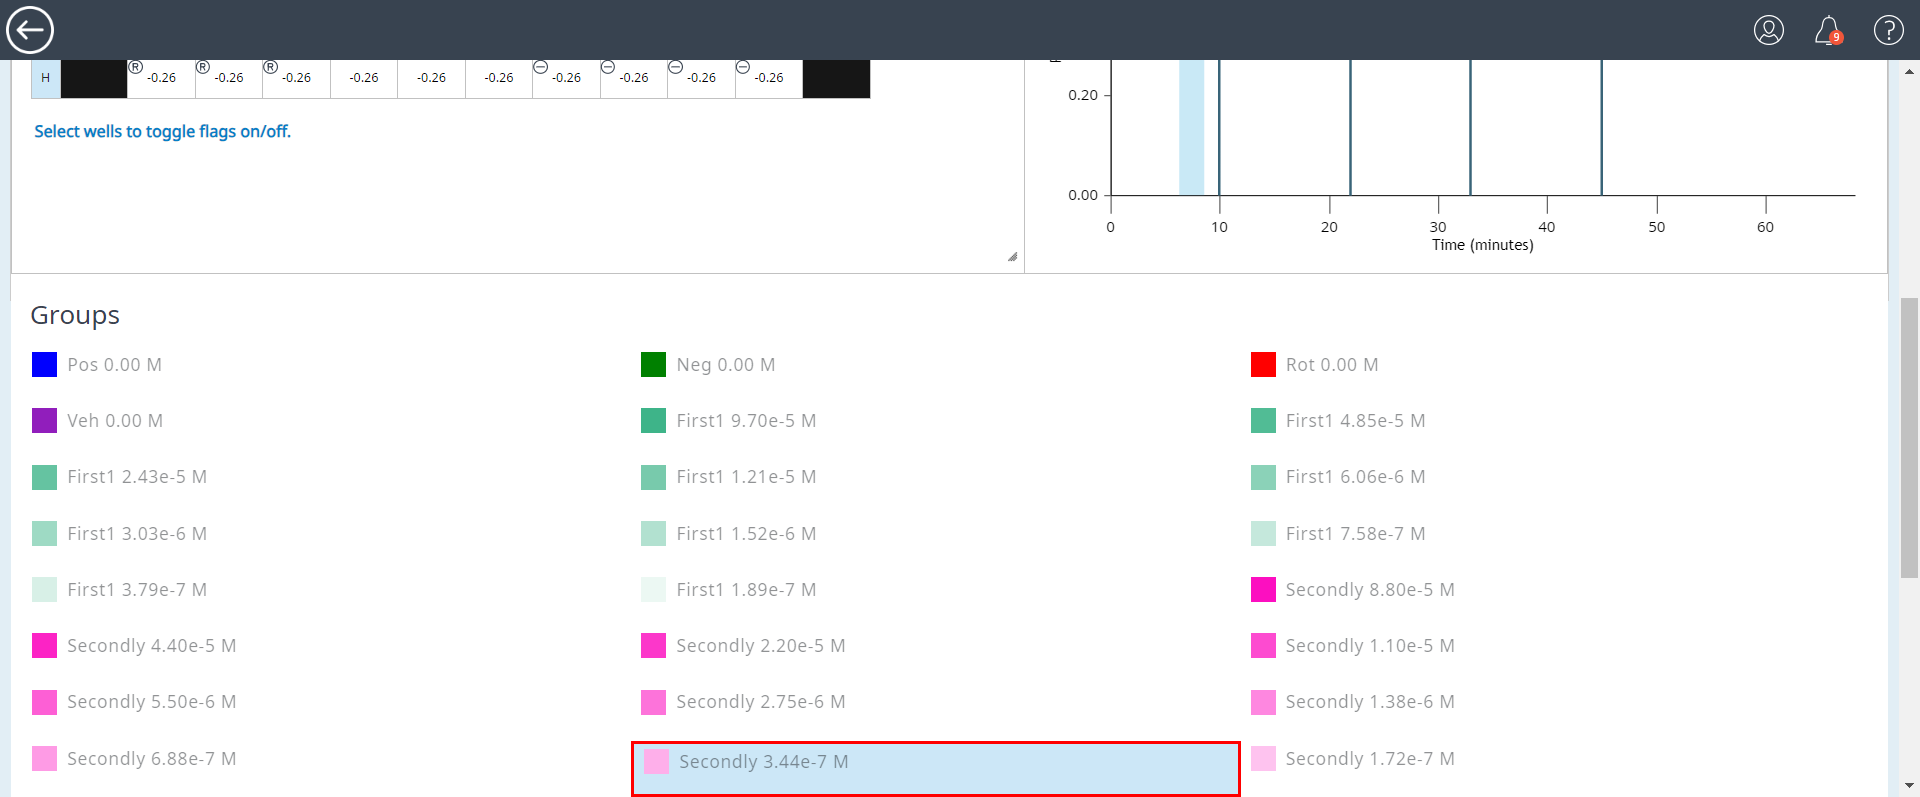 9
H -0.26 -0.26 -0.26 -0.26 -0.26 -0.26 -0.26 -0.26 -0.26 -0.26
R R R
Select wells to toggle flags on/off.
0.20
0.00
0 10 20 30 40 50 60
Time (minutes)
Groups
Pos 0.00 M Neg 0.00 M Rot 0.00 M
Veh 0.00 M First1 9.70e-5 M First1 4.85e-5 M
First1 2.43e-5 M First1 1.21e-5 M First1 6.06e-6 M
First1 3.03e-6 M First1 1.52e-6 M First1 7.58e-7 M
First1 3.79e-7 M First1 1.89e-7 M Secondly 8.80e-5 M
Secondly 4.40e-5 M Secondly 2.20e-5 M Secondly 1.10e-5 M
Secondly 5.50e-6 M Secondly 2.75e-6 M Secondly 1.38e-6 M
Secondly 6.88e-7 M Secondly 3.44e-7 M Secondly 1.72e-7 M